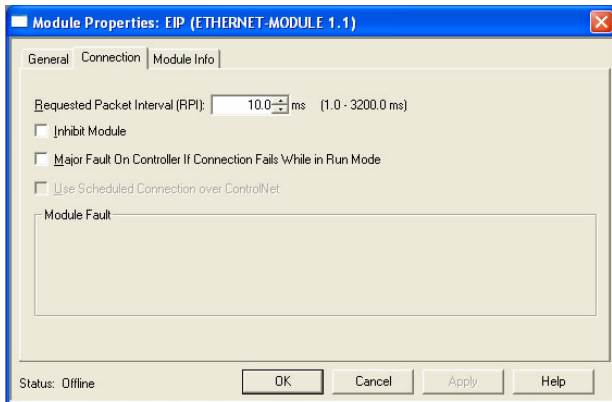 Module Properties: EIP (ETHERNET-MODULE 1.1)
General Connection Module Info
Requested Packet Interval (RPI): 10.0 ms (1.0 - 3200.0 ms)
Inhibit Module
Major Fault On Controller If Connection Fails While in Run Mode
Use Scheduled Connection over ControlNet
Module Fault
Status: Offline OK Cancel Apply Help